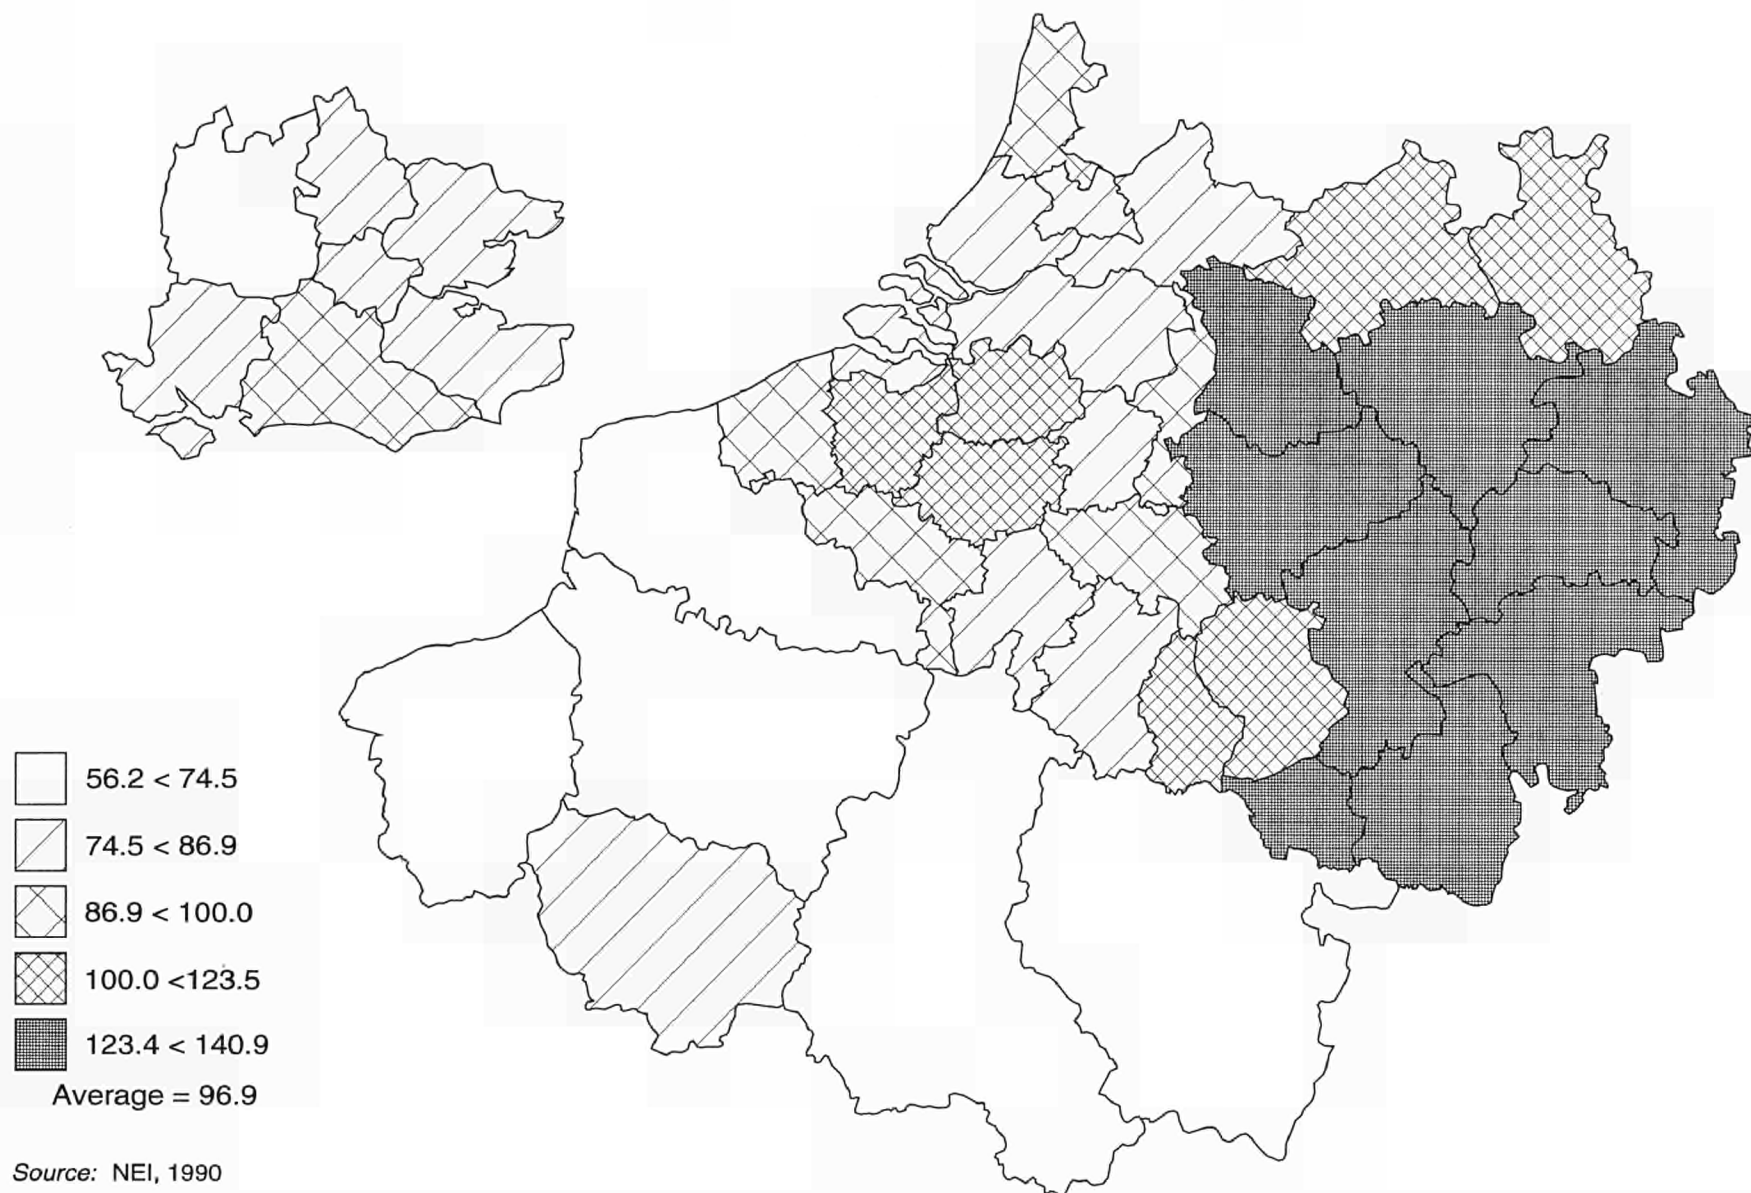 56.2 < 74.5
74.5 < 86.9
86.9 < 100.0
100.0 <123.5
123.4 < 140.9
Average = 96.9
Source: NEI, 1990